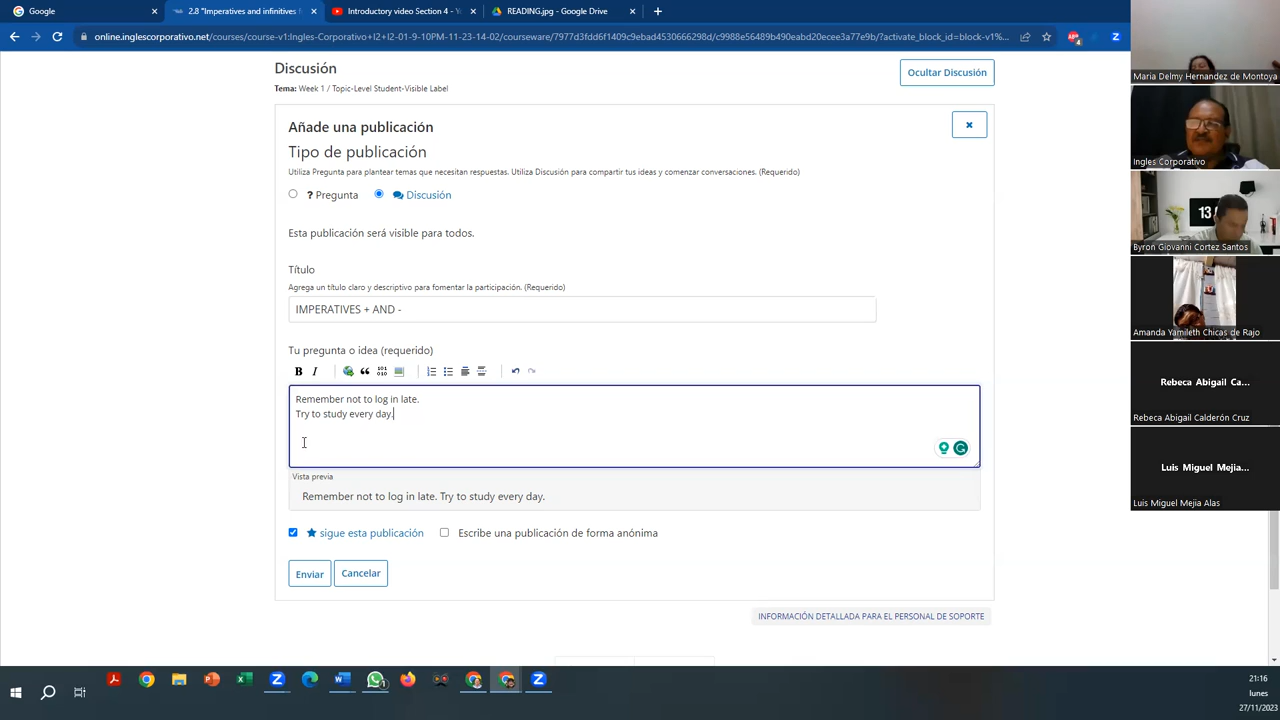 Google
2.8 "Imperatives and infinitives
Introductory video Section 4 - Y
READING.jpg - Google Drive
online.inglescorporativo.net/courses/course-v1:Ingles-Corporativo+I2+I2-01-9-10PM-11-23-14-02/courseware/7977d3fdd6f1409c9ebad4530666298d/c9988e56489b490eabd20ecee3a77e9b/?activate_block_id=block-v1%...
Discusión
Ocultar Discusión
Tema: Week 1 / Topic-Level Student-Visible Label
Añade una publicación
Tipo de publicación
Utiliza Pregunta para plantear temas que necesitan respuestas. Utiliza Discusión para compartir tus ideas y comenzar conversaciones. (Requerido)
? Pregunta
Discusión
Esta publicación será visible para todos.
Título
Agrega un título claro y descriptivo para fomentar la participación. (Requerido)
IMPERATIVES + AND -
Tu pregunta o idea (requerido)
B I
Remember not to log in late.
Try to study every day.
Vista previa
Remember not to log in late. Try to study every day.
sigue esta publicación
Escribe una publicación de forma anónima
Enviar
Cancelar
INFORMACIÓN DETALLADA PARA EL PERSONAL DE SOPORTE
Maria Delmy Hernandez de Montoya
Ingles Corporativo
13
Byron Giovanni Cortez Santos
Amanda Yamileth Chicas de Rajo
Rebeca Abigail Ca...
Rebeca Abigail Calderón Cruz
Luis Miguel Mejia...
Luis Miguel Mejia Alas
21:16
lunes
27/11/2023